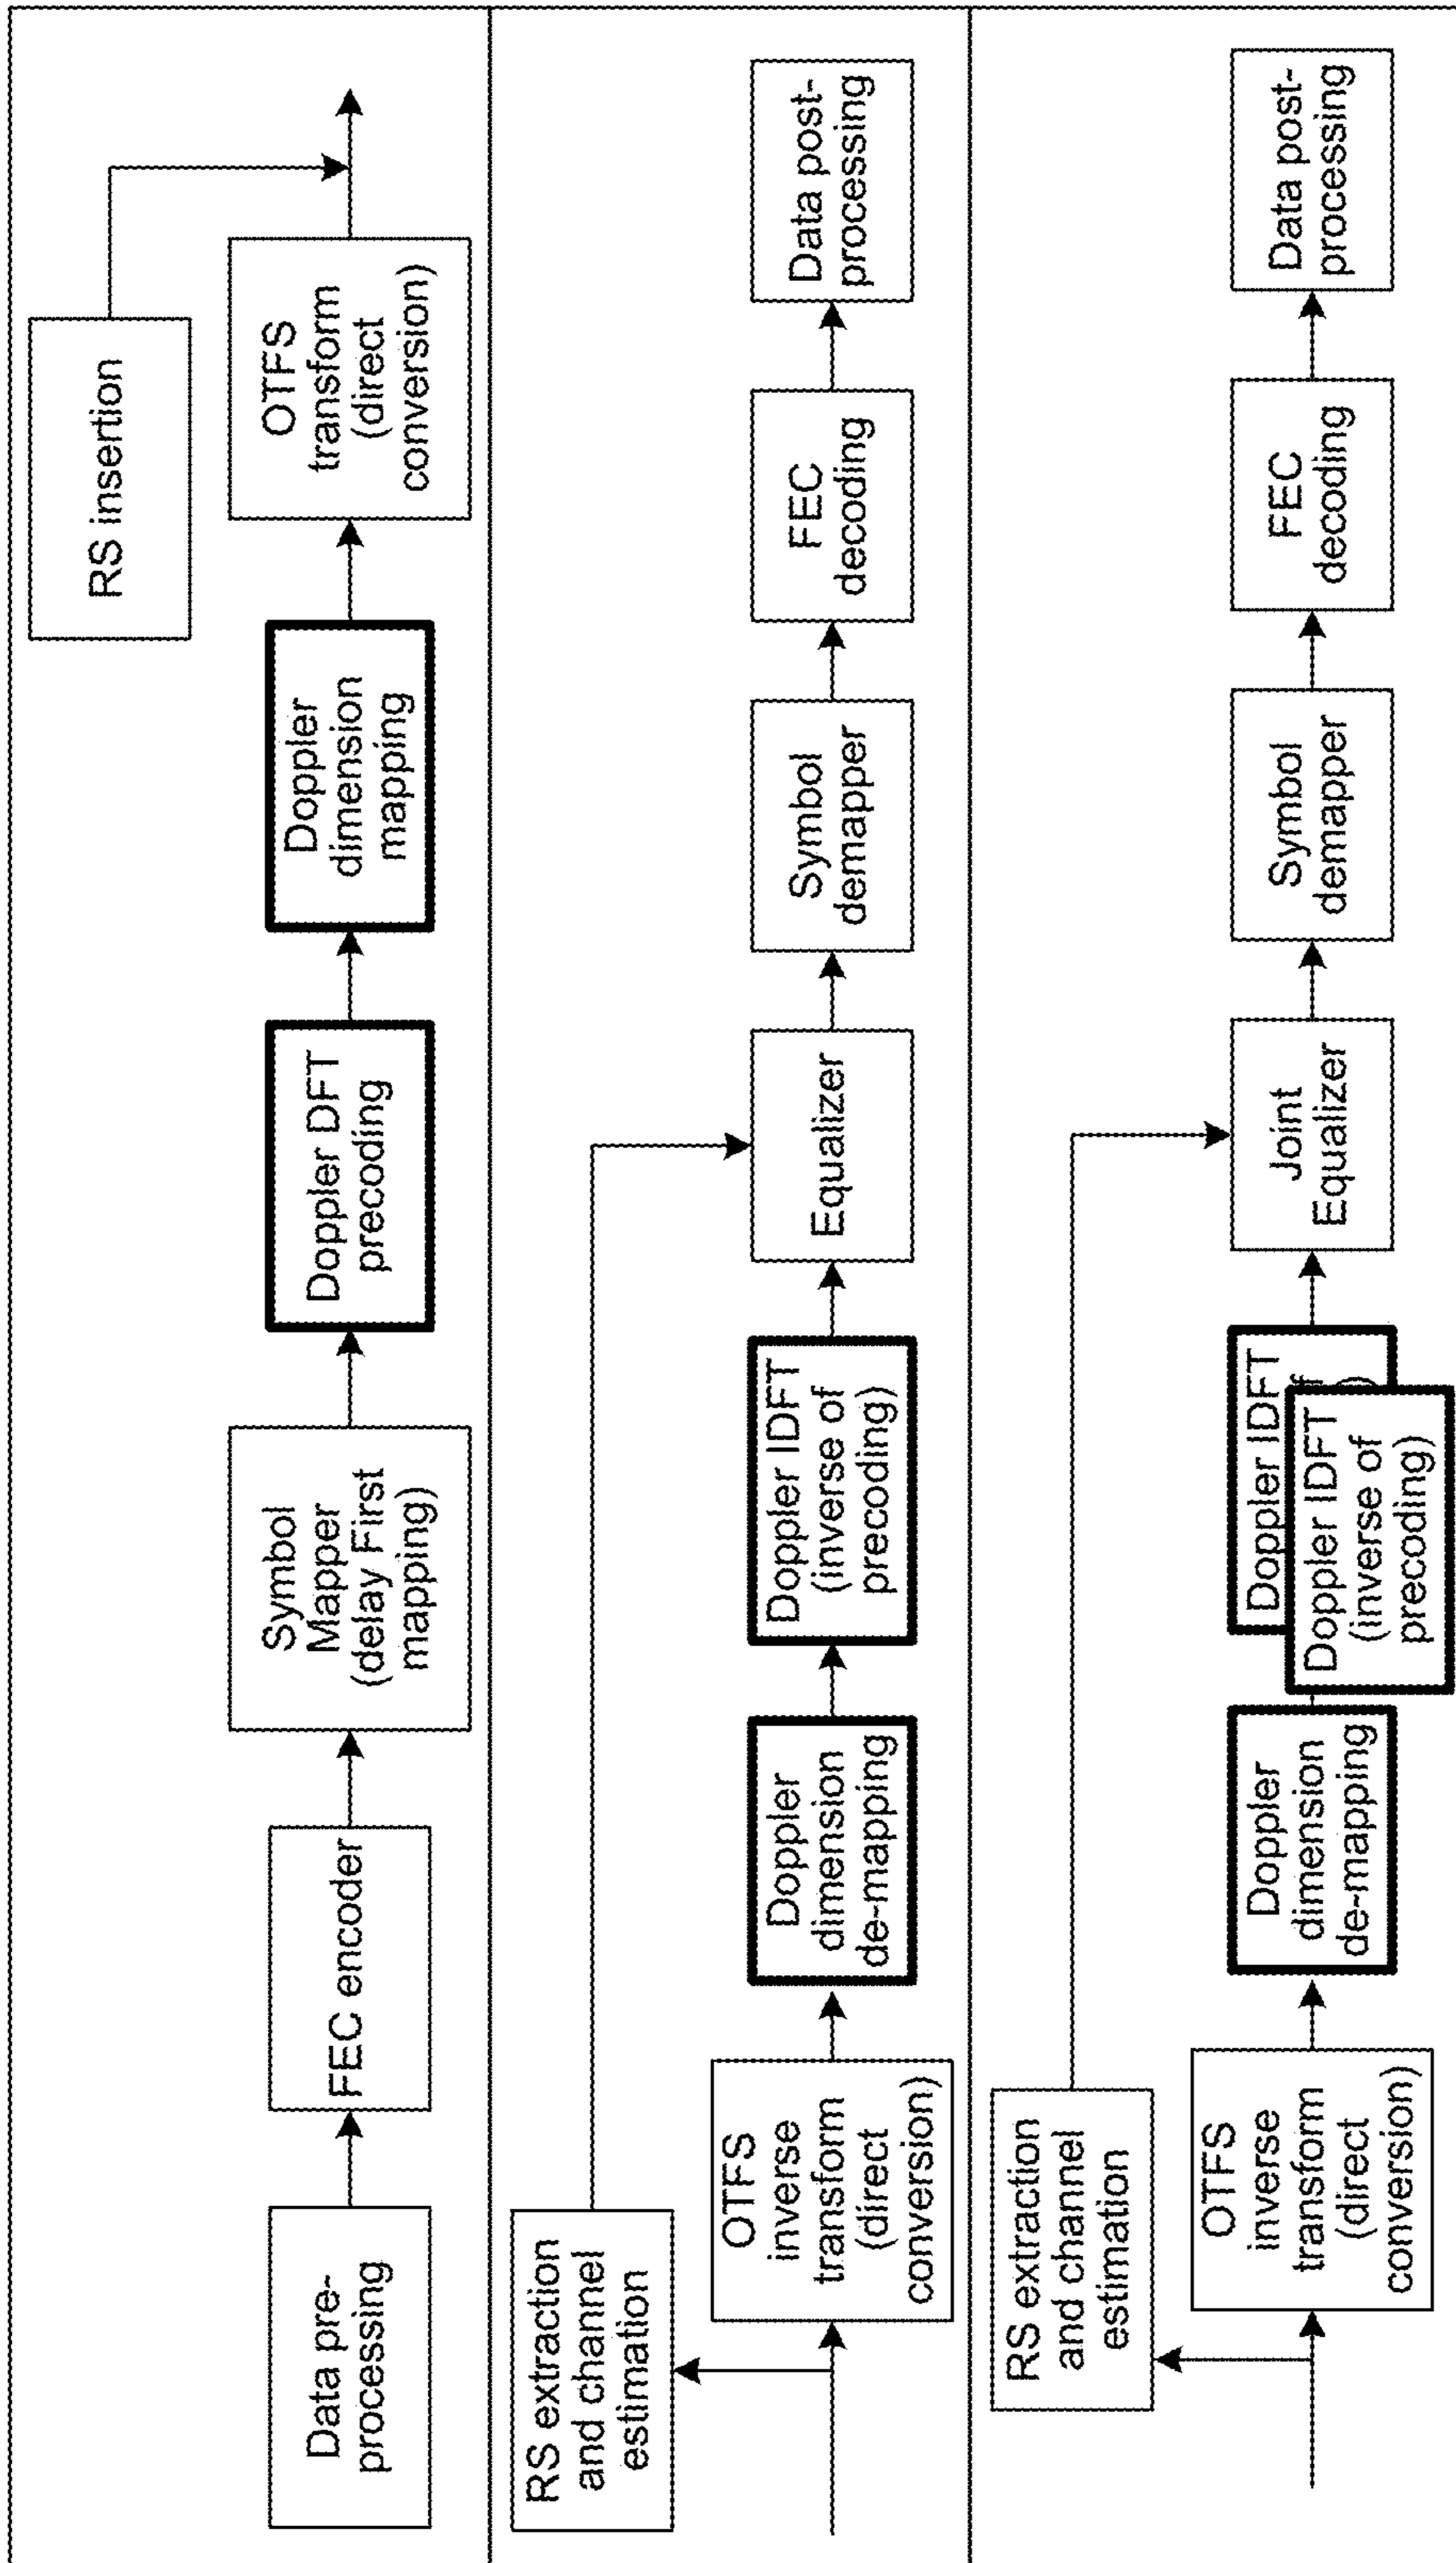 Data pre-
processing
FEC encoder
Symbol
Mapper
(delay First
mapping)
Doppler DFT
precoding
Doppler
dimension
mapping
OTFS
transform
(direct
conversion)
RS insertion
RS extraction
and channel
estimation
OTFS
inverse
transform
(direct
conversion)
Doppler
dimension
de-mapping
Doppler IDFT
(inverse of
precoding)
Equalizer
Symbol
demapper
FEC
decoding
Data post-
processing
RS extraction
and channel
estimation
OTFS
inverse
transform
(direct
conversion)
Doppler
dimension
de-mapping
Doppler IDFT
Doppler IDFT
(inverse of
precoding)
Joint
Equalizer
Symbol
demapper
FEC
decoding
Data post-
processing